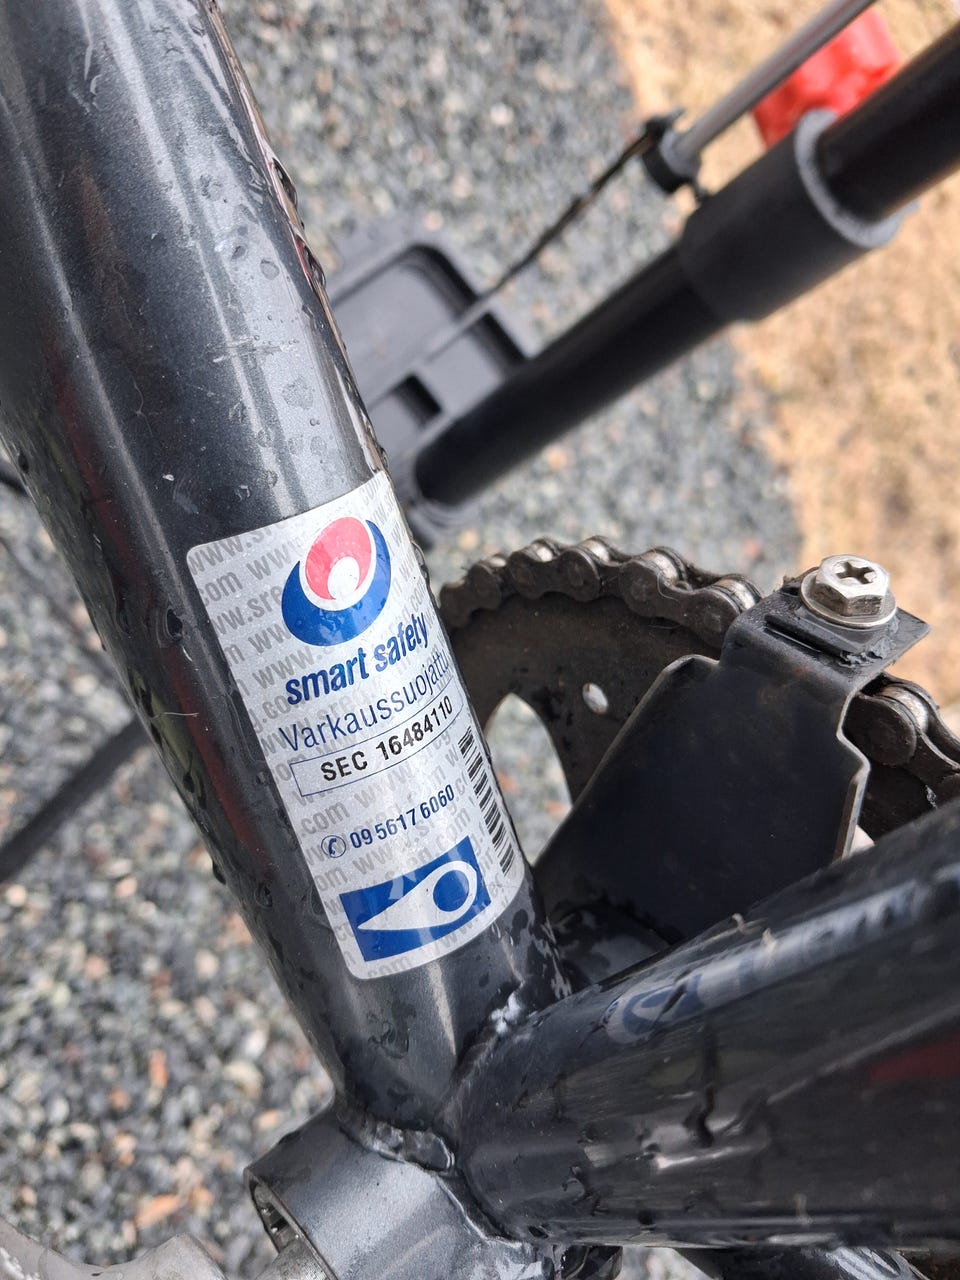 smart safety
Varkaussuojattu
SEC 16484110
09 5617 6060